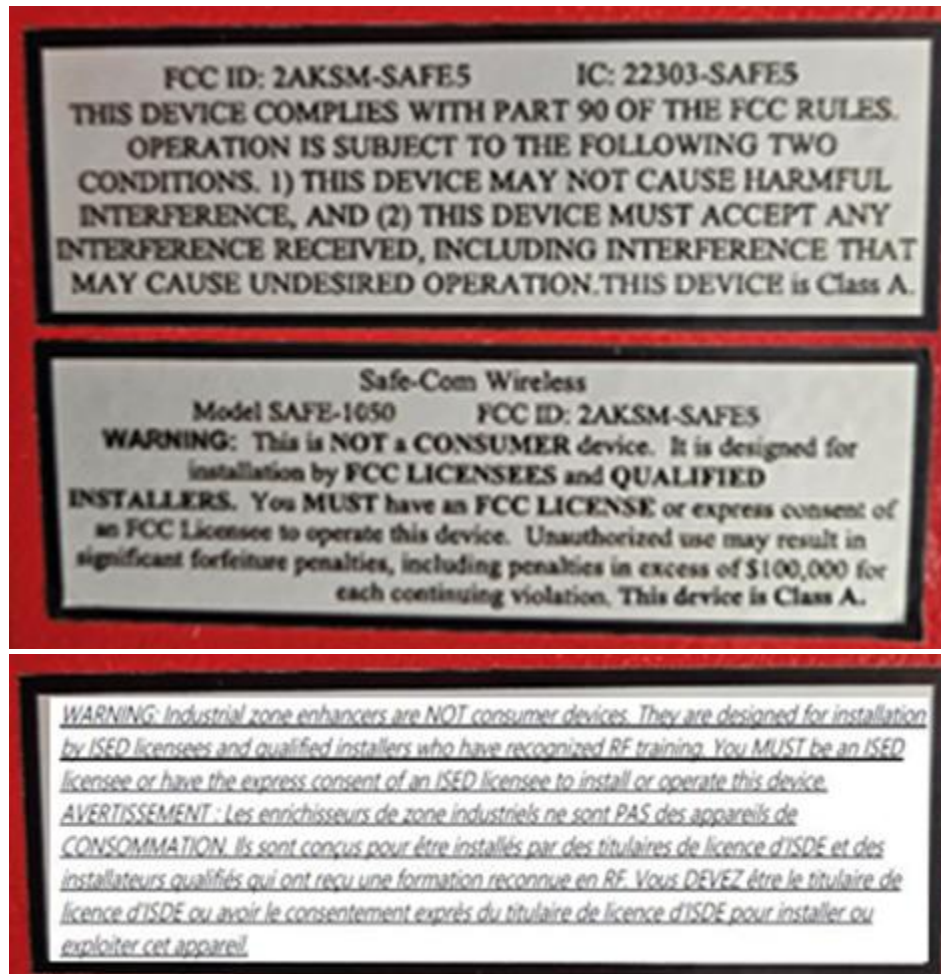 FCC ID: 2AKSM-SAFE5 IC: 22303-SAFE5
THIS DEVICE COMPLIES WITH PART 90 OF THE FCC RULES.
OPERATION IS SUBJECT TO THE FOLLOWING TWO
CONDITIONS. 1) THIS DEVICE MAY NOT CAUSE HARMFUL
INTERFERENCE, AND (2) THIS DEVICE MUST ACCEPT ANY
INTERFERENCE RECEIVED, INCLUDING INTERFERENCE THAT
MAY CAUSE UNDESIRED OPERATION.THIS DEVICE is Class A.
Safe-Com Wireless
Model SAFE-1050 FCC ID: 2AKSM-SAFE5
WARNING: This is NOT a CONSUMER device. It is designed for
installation by FCC LICENSEES and QUALIFIED
INSTALLERS. You MUST have an FCC LICENSE or express consent of
an FCC Licensee to operate this device. Unauthorized use may result in
significant forfeiture penalties, including penalties in excess of $100,000 for
each continuing violation. This device is Class A.
WARNING: Industrial zone enhancers are NOT consumer devices. They are designed for installation
by ISED licensees and qualified installers who have recognized RF training. You MUST be an ISED
licensee or have the express consent of an ISED licensee to install or operate this device.
AVERTISSEMENT : Les enrichisseurs de zone industriels ne sont PAS des appareils de
CONSOMMATION. Ils sont conçus pour être installés par des titulaires de licence d'ISDE et des
installateurs qualifiés qui ont reçu une formation reconnue en RF. Vous DEVEZ être le titulaire de
licence d'ISDE ou avoir le consentement exprès du titulaire de licence d'ISDE pour installer ou
exploiter cet appareil.